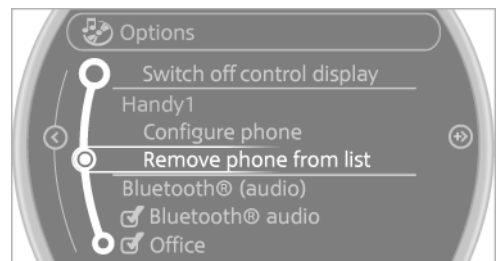 Options
Switch off control display
Handy1
Configure phone
Remove phone from list
Bluetooth® (audio)
Bluetooth® audio
Office